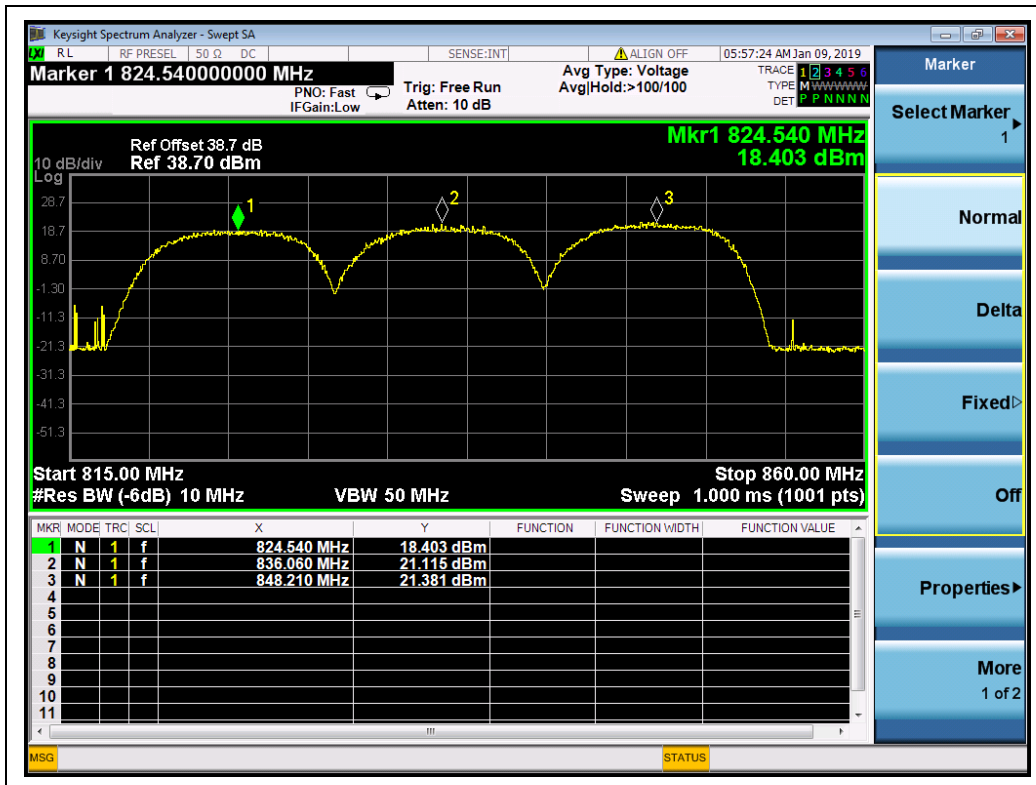 Keysight Spectrum Analyzer - Swept SA
LXI RL RF PRESEL 50 Ω DC SENSE:INT ALIGN OFF 05:57:24 AM Jan 09, 2019
Marker 1 824.540000000 MHz
PNO: Fast
IFGain:Low
Trig: Free Run
Atten: 10 dB
Avg Type: Voltage
Avg|Hold:>100/100
TRACE 1 2 3 4 5 6
TYPE M WWWWW
DET P P N N N N
Mkr1 824.540 MHz
18.403 dBm
Ref Offset 38.7 dB
10 dB/div Ref 38.70 dBm
Log
28.7
18.7
8.70
-1.30
-11.3
-21.3
-31.3
-41.3
-51.3
1
2
3
Start 815.00 MHz Stop 860.00 MHz
#Res BW (-6dB) 10 MHz VBW 50 MHz Sweep 1.000 ms (1001 pts)
MKR MODE TRC SCL X Y FUNCTION FUNCTION WIDTH FUNCTION VALUE
1 N 1 f 824.540 MHz 18.403 dBm
2 N 1 f 836.060 MHz 21.115 dBm
3 N 1 f 848.210 MHz 21.381 dBm
4
5
6
7
8
9
10
11
MSG STATUS
Marker
Select Marker
1
Normal
Delta
Fixed
Off
Properties
More
1 of 2